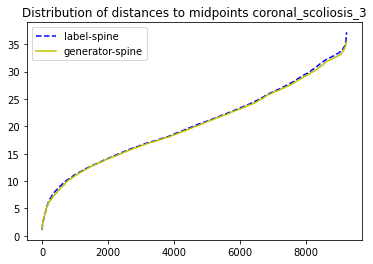 Distribution of distances to midpoints coronal_scoliosis_3
label-spine
generator-spine
35
30
25
20
15
10
5
0
0 2000 4000 6000 8000